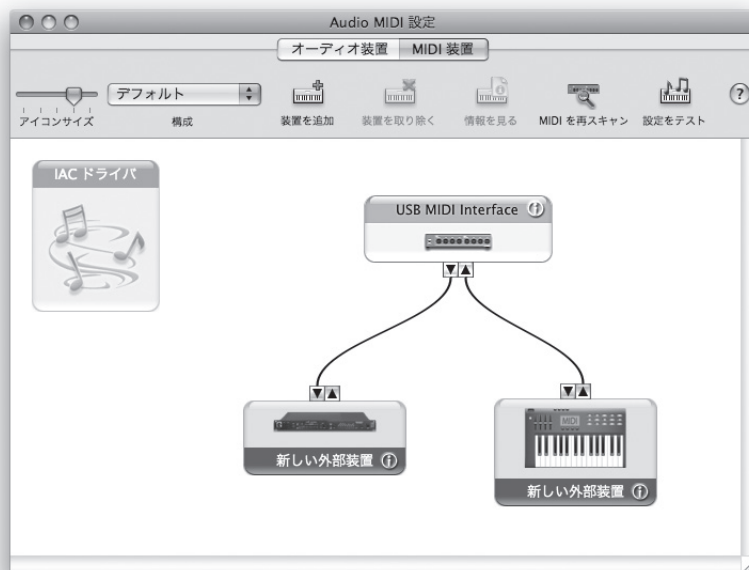 Audio MIDI 設定
オーディオ装置 MIDI 装置
デフォルト
アイコンサイズ 構成 装置を追加 装置を取り除く 情報を見る MIDI を再スキャン 設定をテスト
?
IAC ドライバ
USB MIDI Interface
MIDI
新しい外部装置
新しい外部装置